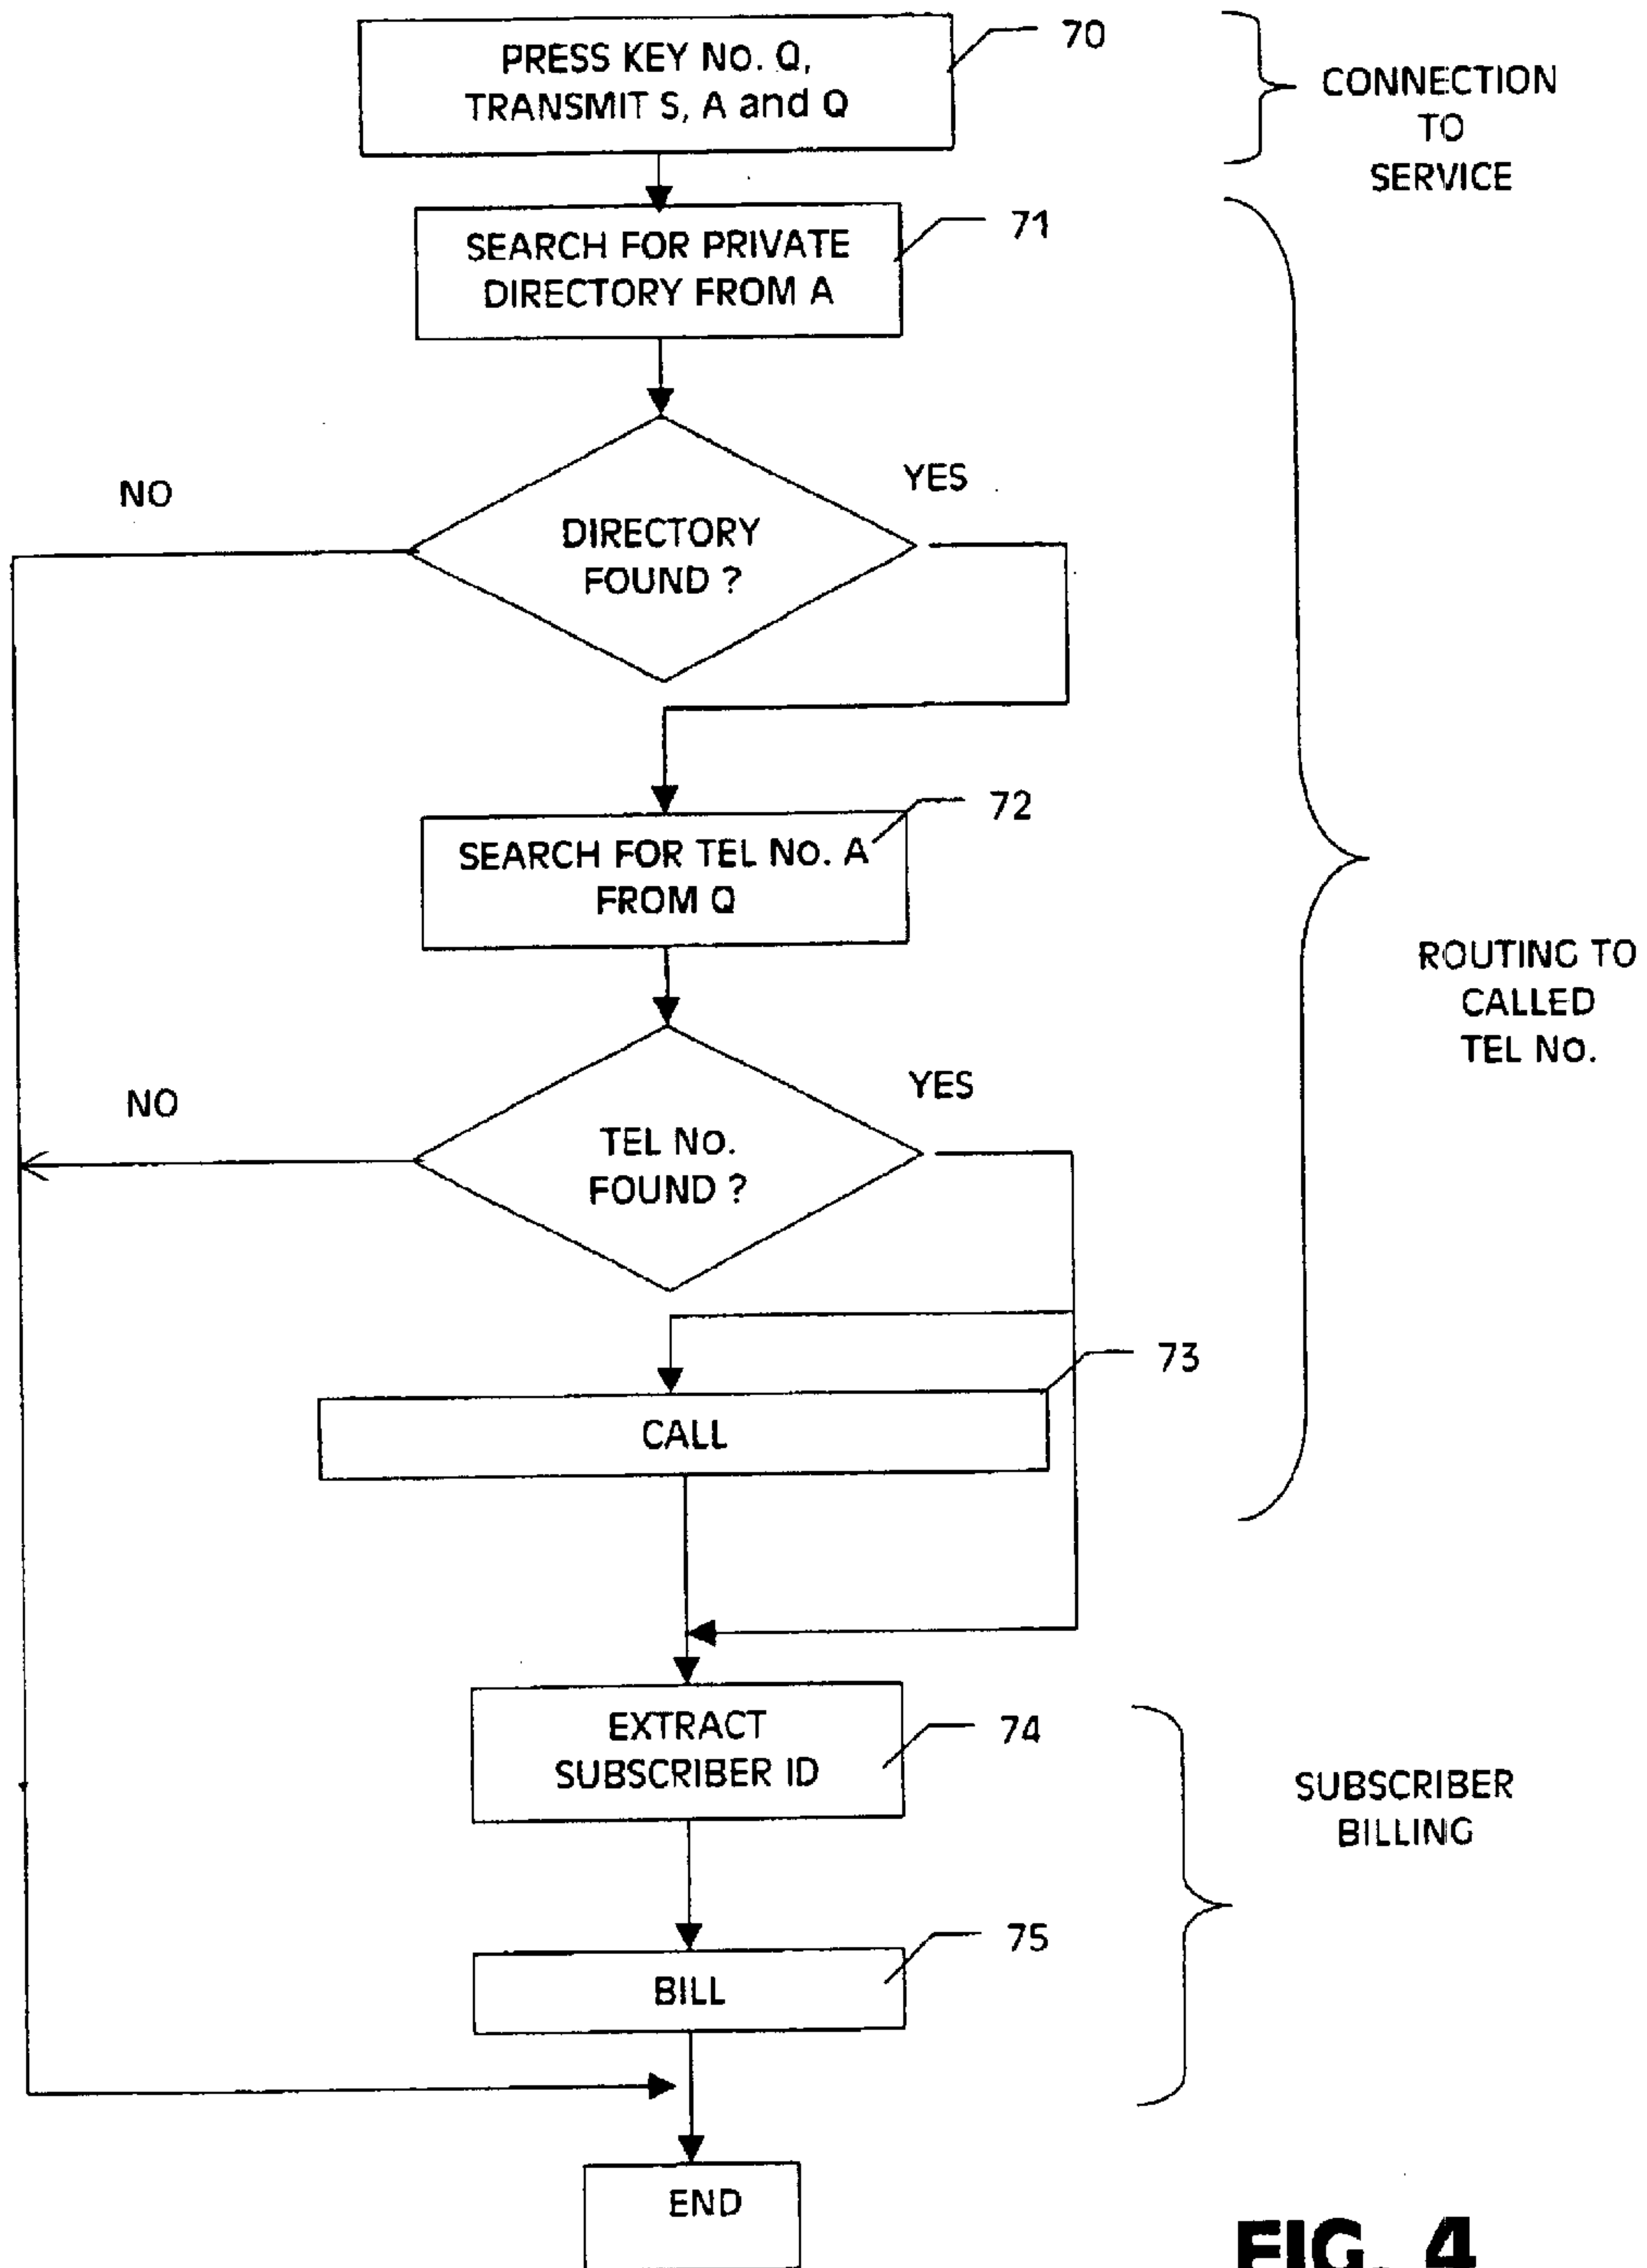 PRESS KEY No. Q,
TRANSMIT S, A and Q
70
CONNECTION
TO
SERVICE
SEARCH FOR PRIVATE
DIRECTORY FROM A
71
NO
YES
DIRECTORY
FOUND ?
72
SEARCH FOR TEL No. A
FROM Q
ROUTING TO
CALLED
TEL No.
NO
YES
TEL No.
FOUND ?
73
CALL
EXTRACT
SUBSCRIBER ID
74
SUBSCRIBER
BILLING
75
BILL
END
FIG. 4